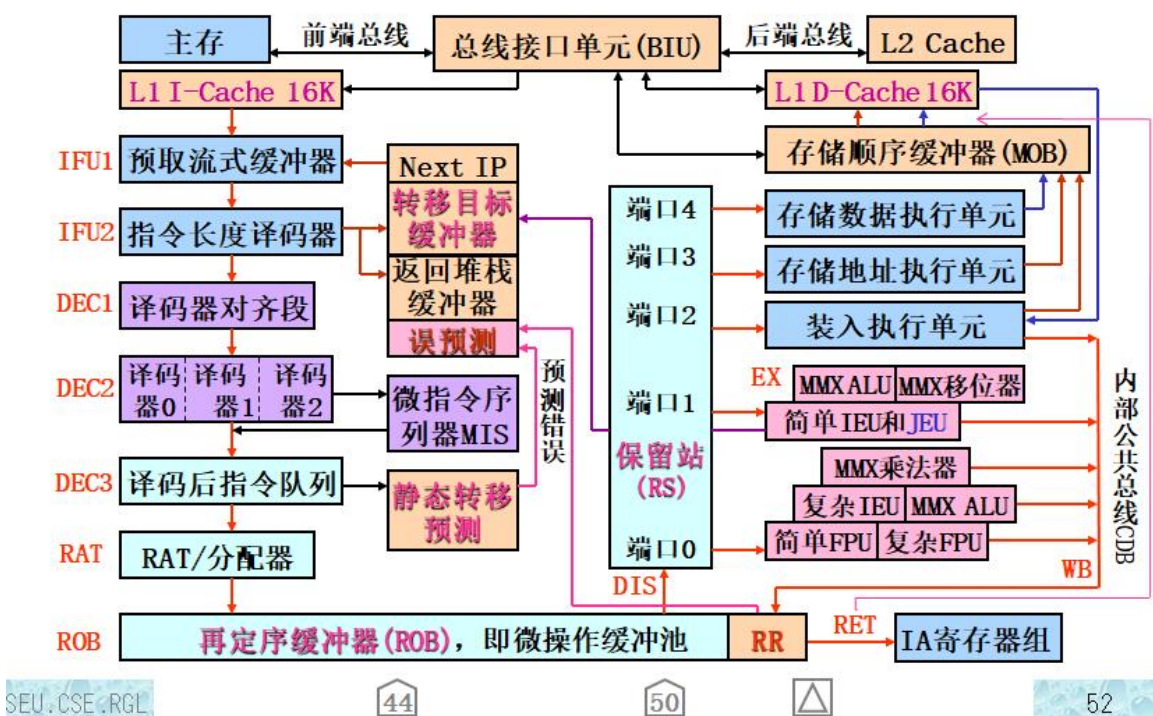 主存
前端总线
总线接口单元(BIU)
后端总线
L2 Cache
L1 I-Cache 16K
L1 D-Cache 16K
IFU1
预取流式缓冲器
Next IP
存储顺序缓冲器(MOB)
转移目标
缓冲器
IFU2
指令长度译码器
端口4
存储数据执行单元
返回堆栈
缓冲器
端口3
存储地址执行单元
DEC1
译码器对齐段
端口2
装入执行单元
误预测
DEC2
译码
器0
译码
器1
译码
器2
微指令序
列器MIS
预测错误
端口1
EX
MMX ALU
MMX移位器
简单IEU和JEU
内部公共总线CDB
保留站
(RS)
MMX乘法器
DEC3
译码后指令队列
静态转移
预测
复杂IEU
MMX ALU
RAT
RAT/分配器
端口0
简单FPU
复杂FPU
DIS
WB
ROB
再定序缓冲器(ROB)，即微操作缓冲池
RR
RET
IA寄存器组
SEU.CSE.RGL
44
50
52